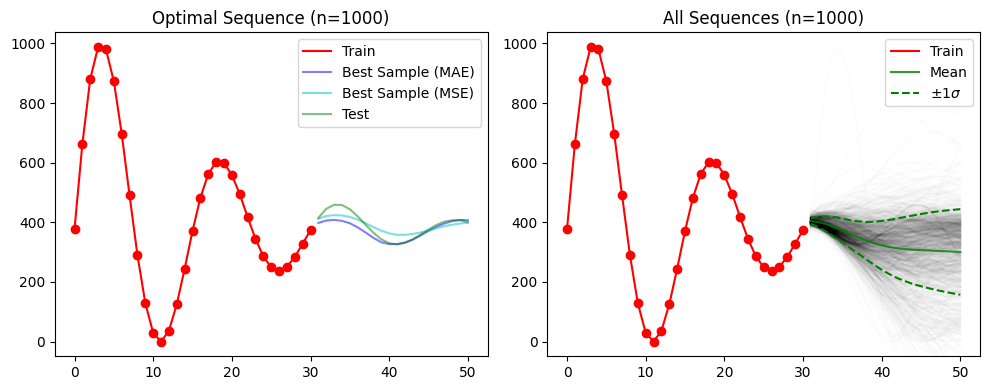 Optimal Sequence (n=1000)
1000
800
600
400
200
0
0 10 20 30 40 50
Train
Best Sample (MAE)
Best Sample (MSE)
Test
All Sequences (n=1000)
1000
800
600
400
200
0
0 10 20 30 40 50
Train
Mean
±1σ